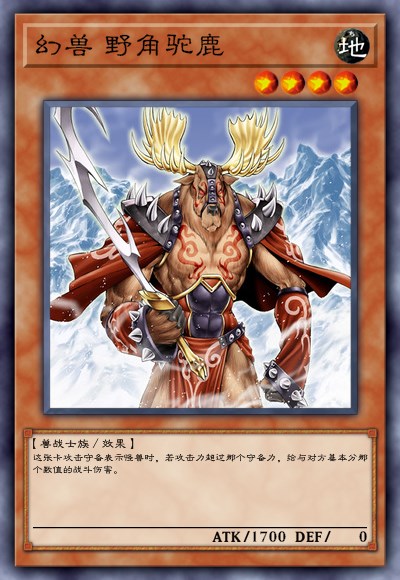 幻兽 野角驼鹿
地
【兽战士族／效果】
这张卡攻击守备表示怪兽时，若攻击力超过那个守备力，给与对方基本分那
个数值的战斗伤害。
ATK/1700 DEF/ 0